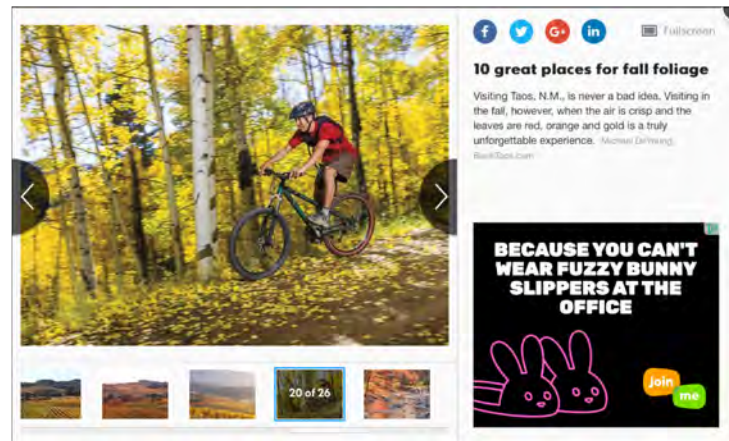 Fullscreen
10 great places for fall foliage
Visiting Taos, N.M., is never a bad idea. Visiting in
the fall, however, when the air is crisp and the
leaves are red, orange and gold is a truly
unforgettable experience. Michael DeYoung,
BECAUSE YOU CAN'T
WEAR FUZZY BUNNY
SLIPPERS AT THE
OFFICE
join
me
20 of 26